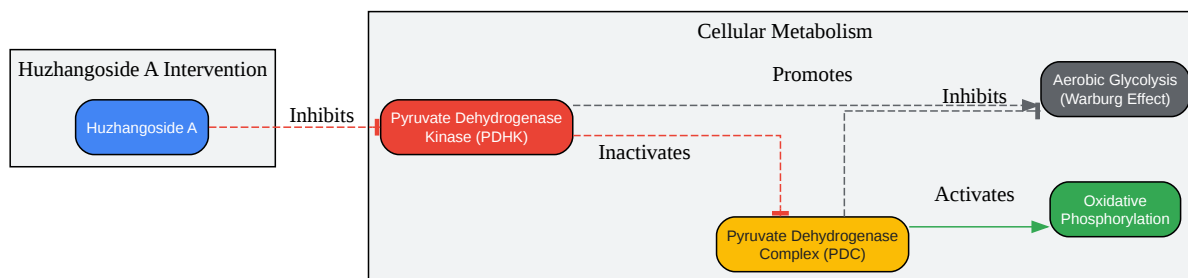 Cellular Metabolism
Huzhangoside A Intervention
Huzhangoside A
Inhibits
Pyruvate Dehydrogenase
Kinase (PDHK)
Promotes
Inhibits
Aerobic Glycolysis
(Warburg Effect)
Inactivates
Pyruvate Dehydrogenase
Complex (PDC)
Activates
Oxidative
Phosphorylation